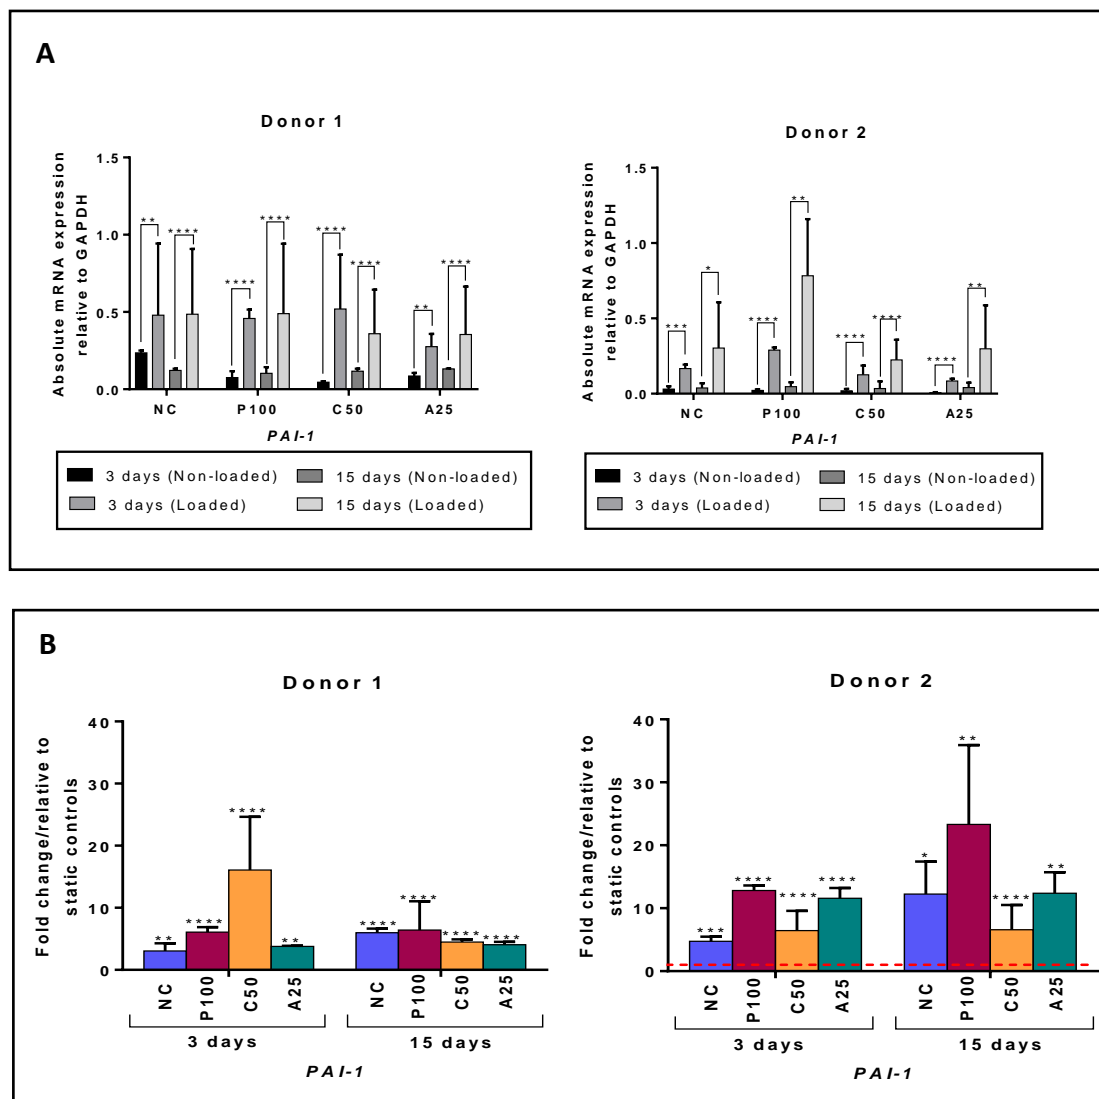 A
Donor 1
Absolute mRNA expression
relative to GAPDH
1.5
1.0
0.5
0.0
**
****
****
****
****
****
**
****
NC
P100
C50
A25
PAI-1
3 days (Non-loaded)
15 days (Non-loaded)
3 days (Loaded)
15 days (Loaded)
Donor 2
Absolute mRNA expression
relative to GAPDH
1.5
1.0
0.5
0.0
***
*
****
**
****
****
****
**
NC
P100
C50
A25
PAI-1
3 days (Non-loaded)
15 days (Non-loaded)
3 days (Loaded)
15 days (Loaded)
B
Donor 1
Fold change/relative to
static controls
40
30
20
10
0
**
****
****
**
****
****
****
****
NC
P100
C50
A25
NC
P100
C50
A25
3 days
15 days
PAI-1
Donor 2
Fold change/relative to
static controls
40
30
20
10
0
***
****
****
****
*
**
****
**
NC
P100
C50
A25
NC
P100
C50
A25
3 days
15 days
PAI-1